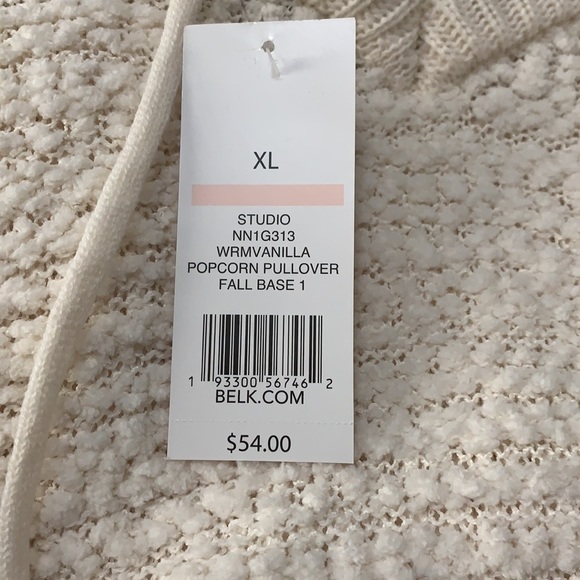 XL
STUDIO
NN1G313
WRMVANILLA
POPCORN PULLOVER
FALL BASE 1
1 93300 56746 2
BELK.COM
$54.00